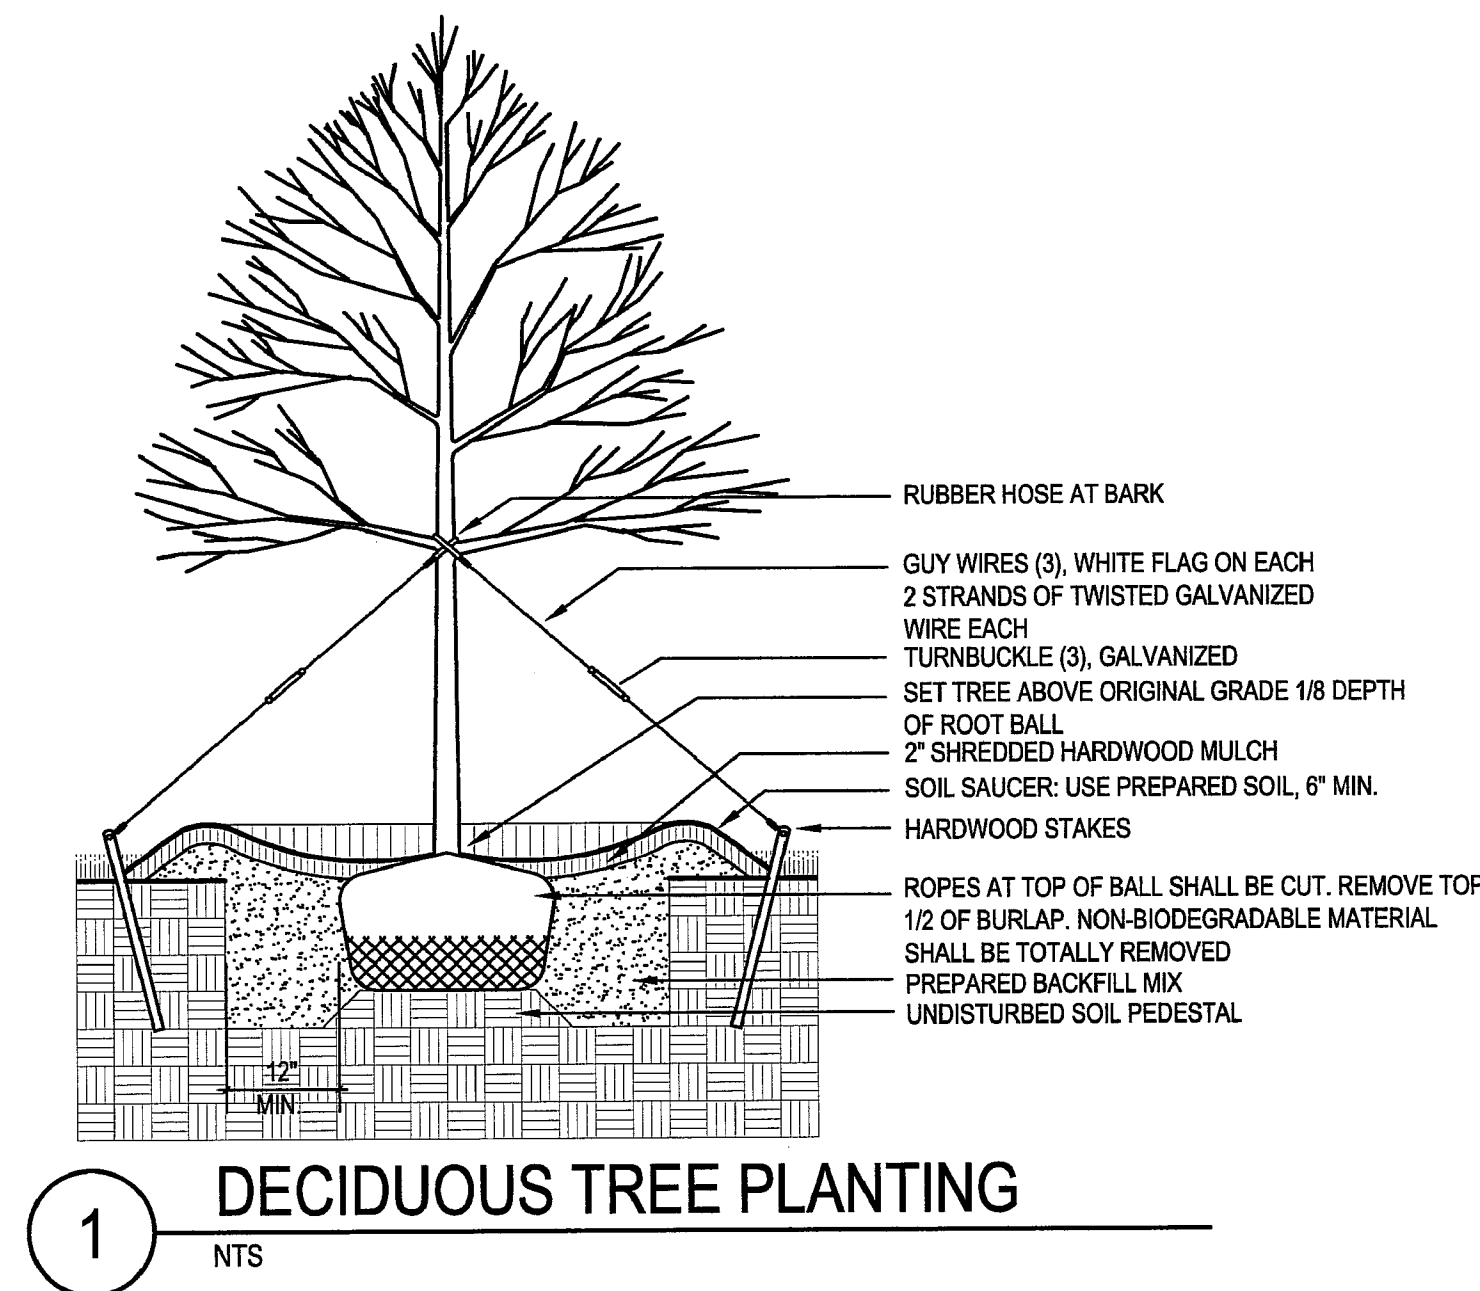 RUBBER HOSE AT BARK
GUY WIRES (3), WHITE FLAG ON EACH
2 STRANDS OF TWISTED GALVANIZED
WIRE EACH
TURNBUCKLE (3), GALVANIZED
SET TREE ABOVE ORIGINAL GRADE 1/8 DEPTH
OF ROOT BALL
2" SHREDDED HARDWOOD MULCH
SOIL SAUCER: USE PREPARED SOIL, 6" MIN.
HARDWOOD STAKES
ROPES AT TOP OF BALL SHALL BE CUT. REMOVE TOP
1/2 OF BURLAP. NON-BIODEGRADABLE MATERIAL
SHALL BE TOTALLY REMOVED
PREPARED BACKFILL MIX
UNDISTURBED SOIL PEDESTAL
12"
MIN.
1
DECIDUOUS TREE PLANTING
NTS